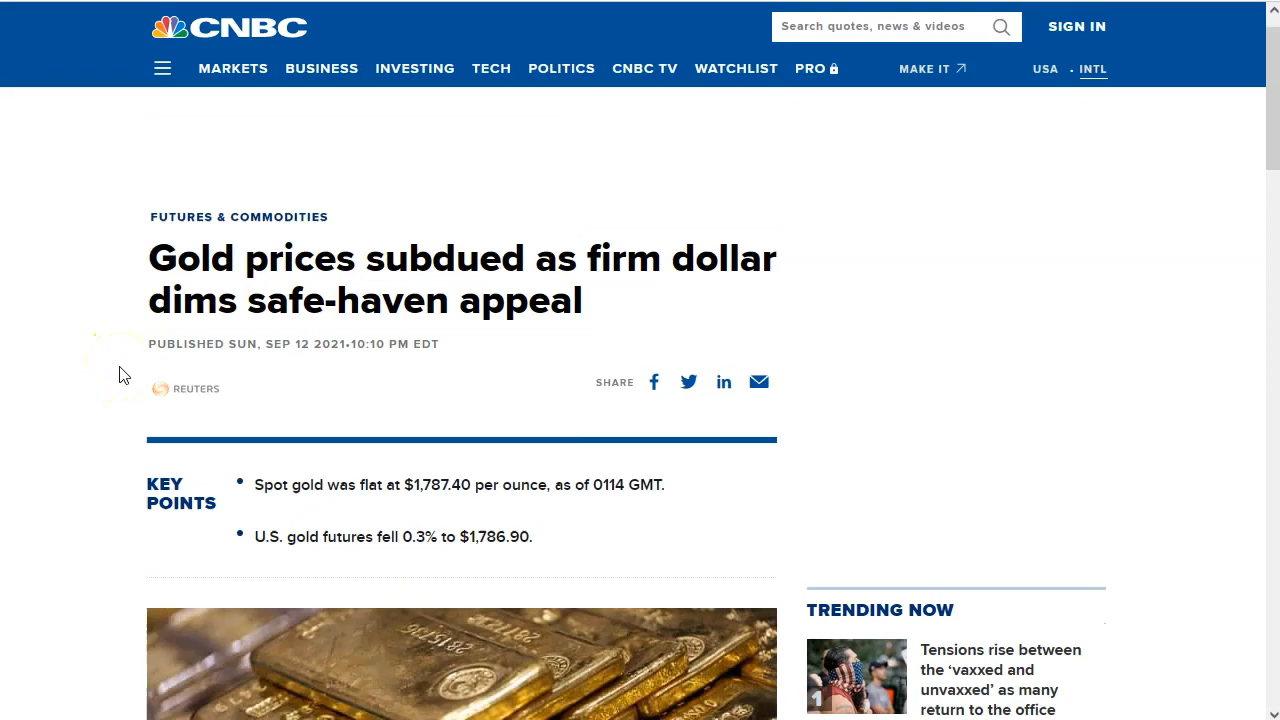 CNBC
Search quotes, news & videos
SIGN IN
MARKETS BUSINESS INVESTING TECH POLITICS CNBC TV WATCHLIST PRO MAKE IT USA • INTL
FUTURES & COMMODITIES
Gold prices subdued as firm dollar
dims safe-haven appeal
PUBLISHED SUN, SEP 12 2021•10:10 PM EDT
REUTERS
SHARE
KEY
POINTS
• Spot gold was flat at $1,787.40 per ounce, as of 0114 GMT.
• U.S. gold futures fell 0.3% to $1,786.90.
TRENDING NOW
1
Tensions rise between
the ‘vaxxed and
unvaxxed’ as many
return to the office